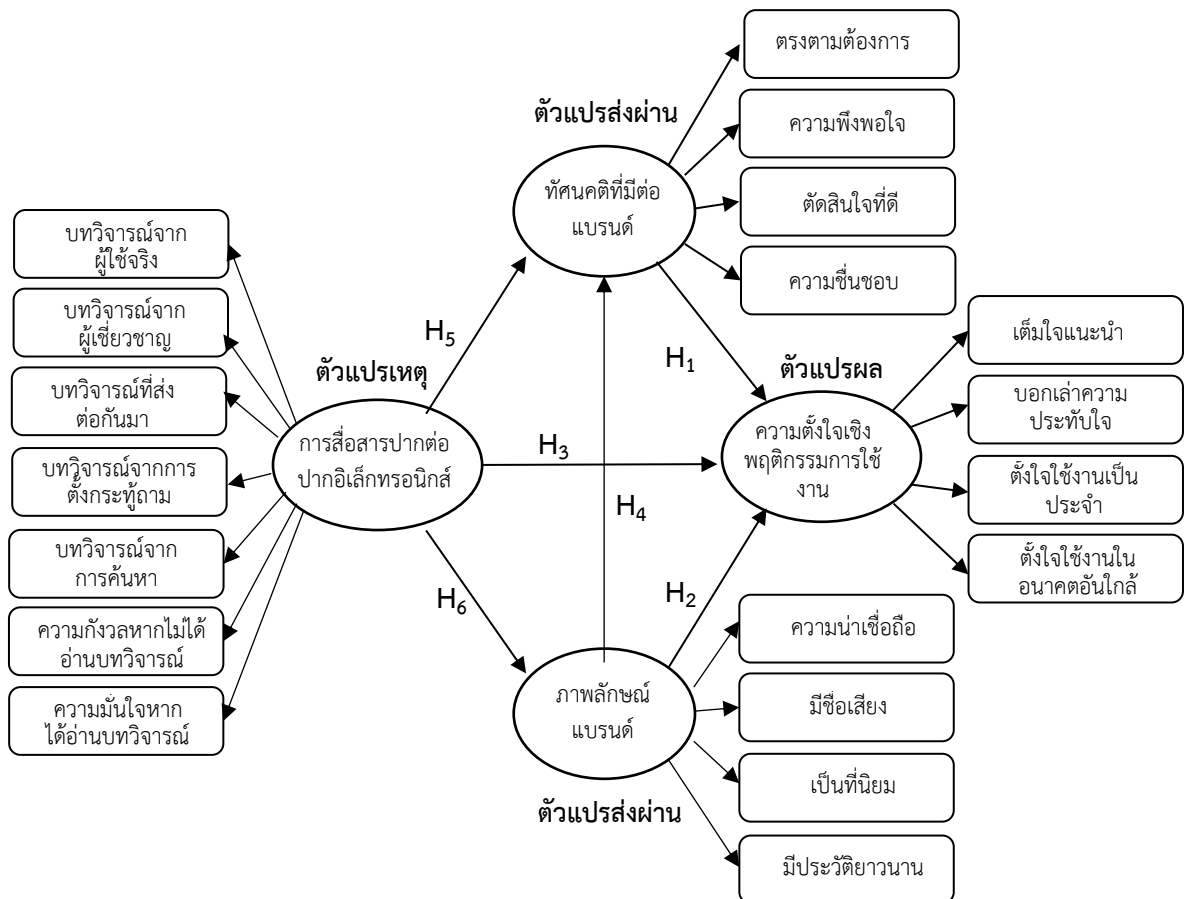 ตรงตามต้องการ
ตัวแปรส่งผ่าน
ความพึงพอใจ
ทัศนคติที่มีต่อ
แบรนด์
ตัดสินใจที่ดี
ความชื่นชอบ
บทวิจารณ์จาก
ผู้ใช้จริง
บทวิจารณ์จาก
ผู้เชี่ยวชาญ
บทวิจารณ์ที่ส่ง
ต่อกันมา
บทวิจารณ์จากการ
ตั้งกระทู้ถาม
บทวิจารณ์จาก
การค้นหา
ความกังวลหากไม่ได้
อ่านบทวิจารณ์
ความมั่นใจหาก
ได้อ่านบทวิจารณ์
ตัวแปรเหตุ
การสื่อสารปากต่อ
ปากอิเล็กทรอนิกส์
H5
H1
H3
H4
H6
H2
ตัวแปรผล
ความตั้งใจเชิง
พฤติกรรมการใช้
งาน
เต็มใจแนะนำ
บอกเล่าความ
ประทับใจ
ตั้งใจใช้งานเป็น
ประจำ
ตั้งใจใช้งานใน
อนาคตอันใกล้
ภาพลักษณ์
แบรนด์
ตัวแปรส่งผ่าน
ความน่าเชื่อถือ
มีชื่อเสียง
เป็นที่นิยม
มีประวัติยาวนาน